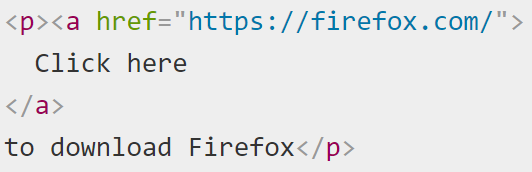 <p><a href="https://firefox.com/">
  Click here
</a>
to download Firefox</p>